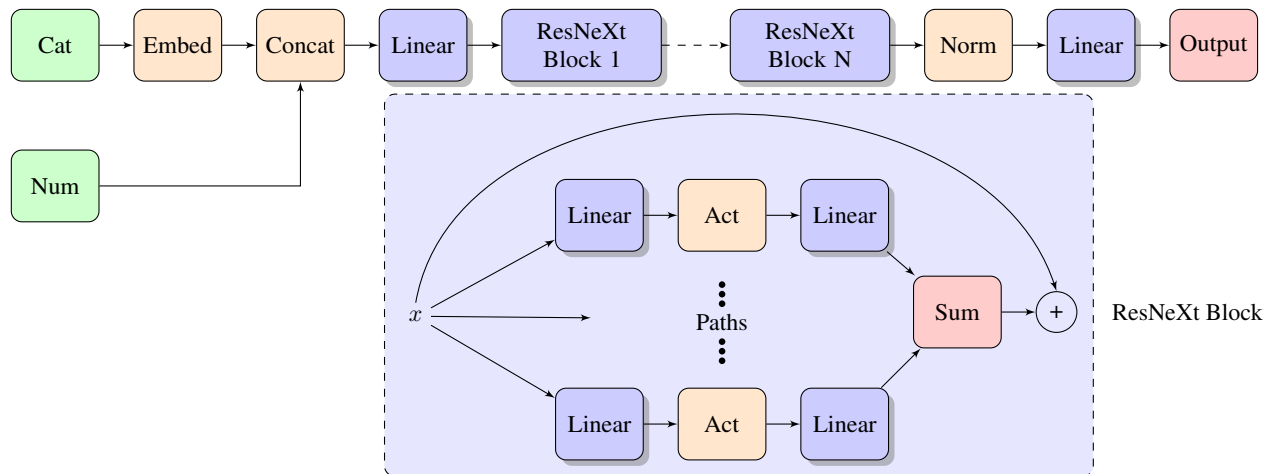 Cat
Embed
Concat
Linear
ResNeXt
Block 1
ResNeXt
Block N
Norm
Linear
Output
Num
Linear
Act
Linear
x
Paths
Sum
+
ResNeXt Block
Linear
Act
Linear